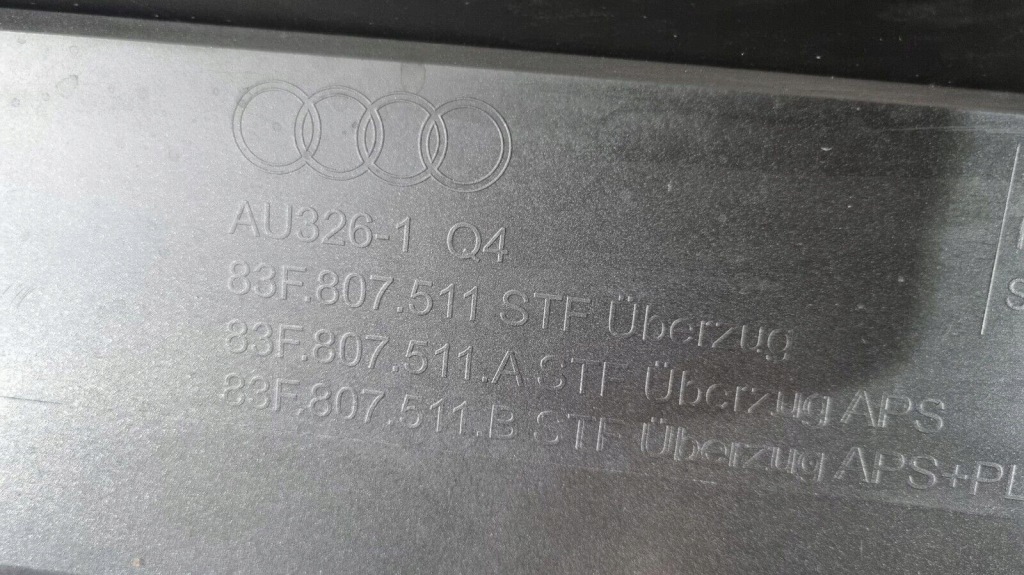 AU326-1 Q4
83F.807.511 STF Überzug
83F.807.511.A STF Überzug APS
83F.807.511.B STF Überzug APS+PL